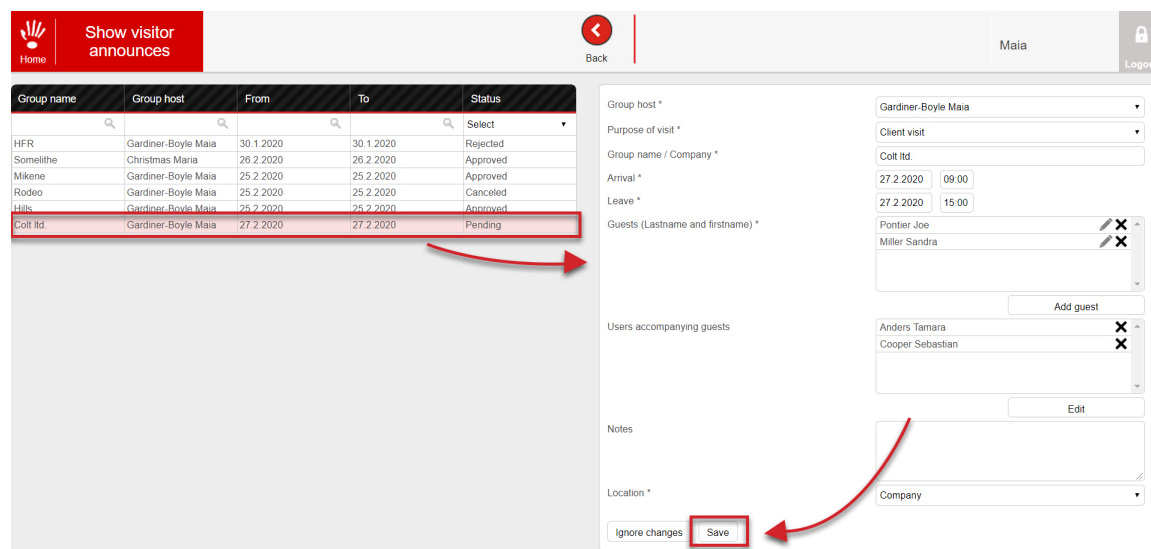 Home
Show visitor
announces
Back
Maia
Logon
Group name Group host From To Status
Select
HFR Gardiner-Boyle Maia 30.1.2020 30.1.2020 Rejected
Somelithe Christmas Maria 26.2.2020 26.2.2020 Approved
Mikene Gardiner-Boyle Maia 25.2.2020 25.2.2020 Approved
Rodeo Gardiner-Boyle Maia 25.2.2020 25.2.2020 Canceled
Hills Gardiner-Boyle Maia 25.2.2020 25.2.2020 Approved
Colt ltd. Gardiner-Boyle Maia 27.2.2020 27.2.2020 Pending
Group host * Gardiner-Boyle Maia
Purpose of visit * Client visit
Group name / Company * Colt ltd.
Arrival * 27.2.2020 09:00
Leave * 27.2.2020 15:00
Guests (Lastname and firstname) * Pontier Joe
Miller Sandra
Add guest
Users accompanying guests Anders Tamara
Cooper Sebastian
Edit
Notes
Location * Company
Ignore changes Save